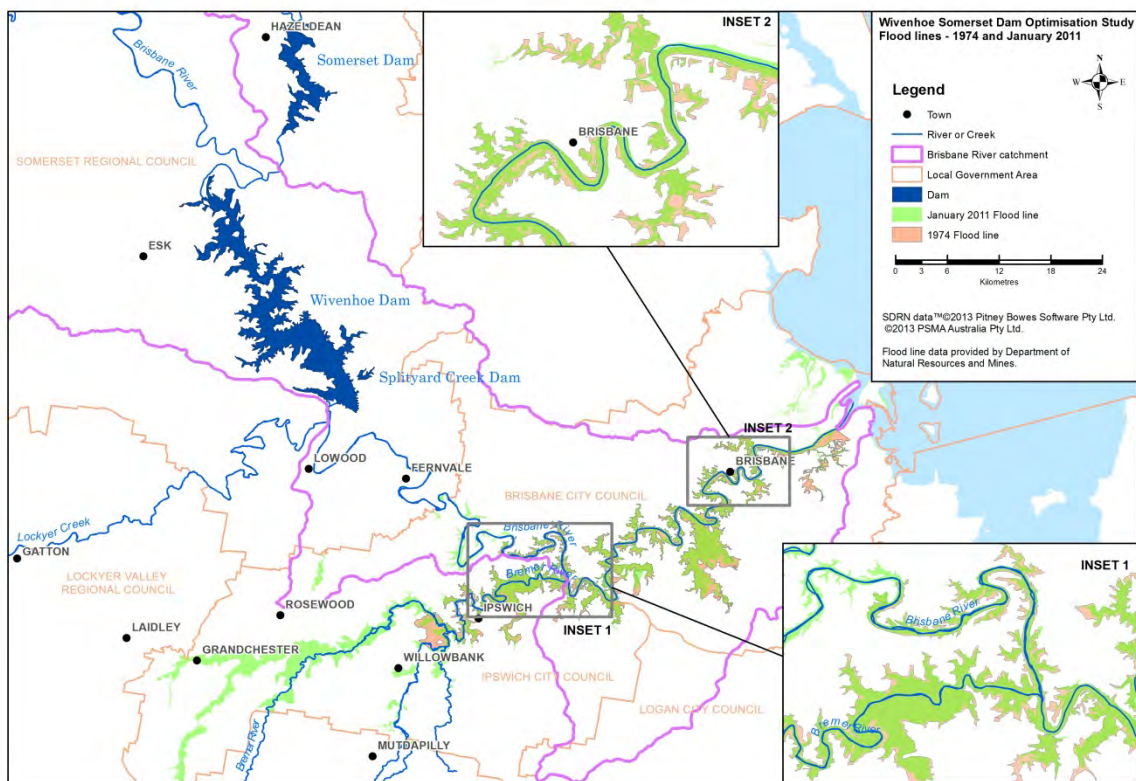 HAZELDEAN
Somerset Dam
Brisbane River
SOMERSET REGIONAL COUNCIL
ESK
Wivenhoe Dam
Splityard Creek Dam
LOWOOD
FERNVALE
Lockyer Creek
GATTON
LOCKYER VALLEY
REGIONAL COUNCIL
LAIDLEY
ROSEWOOD
GRANDCHESTER
WILLOWBANK
MUTDAPILLY
Bremer River
IPSWICH
IPSWICH CITY COUNCIL
LOGAN CITY COUNCIL
BRISBANE CITY COUNCIL
Brisbane River
Bremer River
INSET 1
INSET 2
BRISBANE
INSET 2
BRISBANE
Wivenhoe Somerset Dam Optimisation Study
Flood lines - 1974 and January 2011
N
W E
S
Legend
Town
River or Creek
Brisbane River catchment
Local Government Area
Dam
January 2011 Flood line
1974 Flood line
0 3 6 12 18 24
Kilometres
SDRN data™©2013 Pitney Bowes Software Pty Ltd.
©2013 PSMA Australia Pty Ltd.
Flood line data provided by Department of
Natural Resources and Mines.
INSET 1
Brisbane River
Bremer River